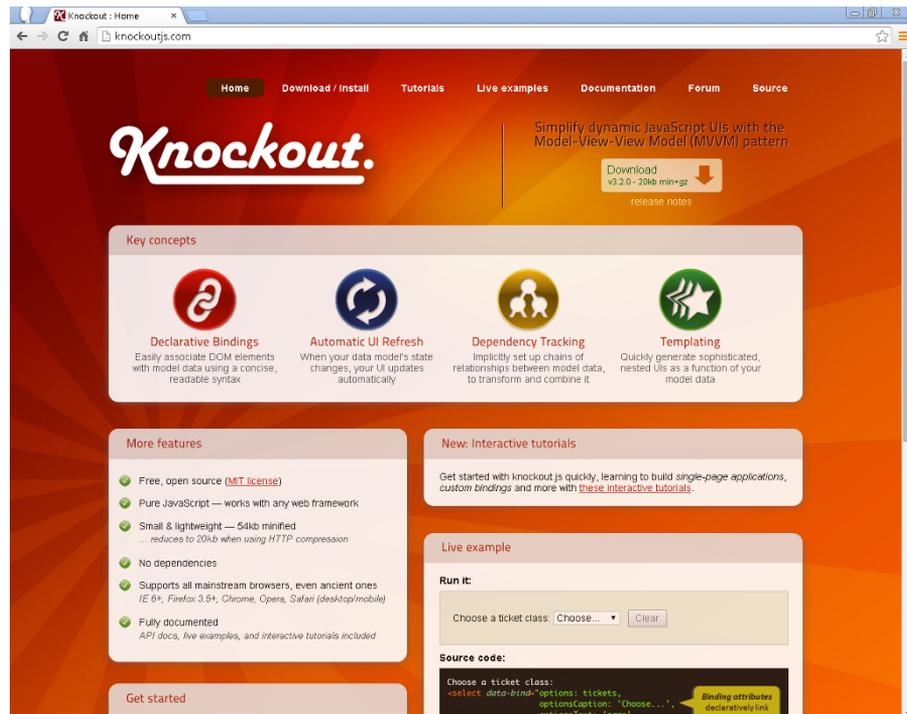 Knockout : Home
knockoutjs.com
Home Download / Install Tutorials Live examples Documentation Forum Source
Knockout.
Simplify dynamic JavaScript UIs with the
Model-View-View Model (MVVM) pattern
Download
v3.2.0 - 20kb min+gz
release notes
Key concepts
Declarative Bindings
Easily associate DOM elements
with model data using a concise,
readable syntax
Automatic UI Refresh
When your data model's state
changes, your UI updates
automatically
Dependency Tracking
Implicitly set up chains of
relationships between model data,
to transform and combine it
Templating
Quickly generate sophisticated,
nested UIs as a function of your
model data
More features
Free, open source (MIT license)
Pure JavaScript — works with any web framework
Small & lightweight — 54kb minified
... reduces to 20kb when using HTTP compression
No dependencies
Supports all mainstream browsers, even ancient ones
IE 6+, Firefox 3.5+, Chrome, Opera, Safari (desktop/mobile)
Fully documented
API docs, live examples, and interactive tutorials included
Get started
New: Interactive tutorials
Get started with knockout.js quickly, learning to build single-page applications,
custom bindings and more with these interactive tutorials.
Live example
Run it:
Choose a ticket class: Choose... Clear
Source code:
Choose a ticket class:
<select data-bind="options: tickets,
optionsCaption: 'Choose...',
optionsText: 'name'
Binding attributes
declaratively link